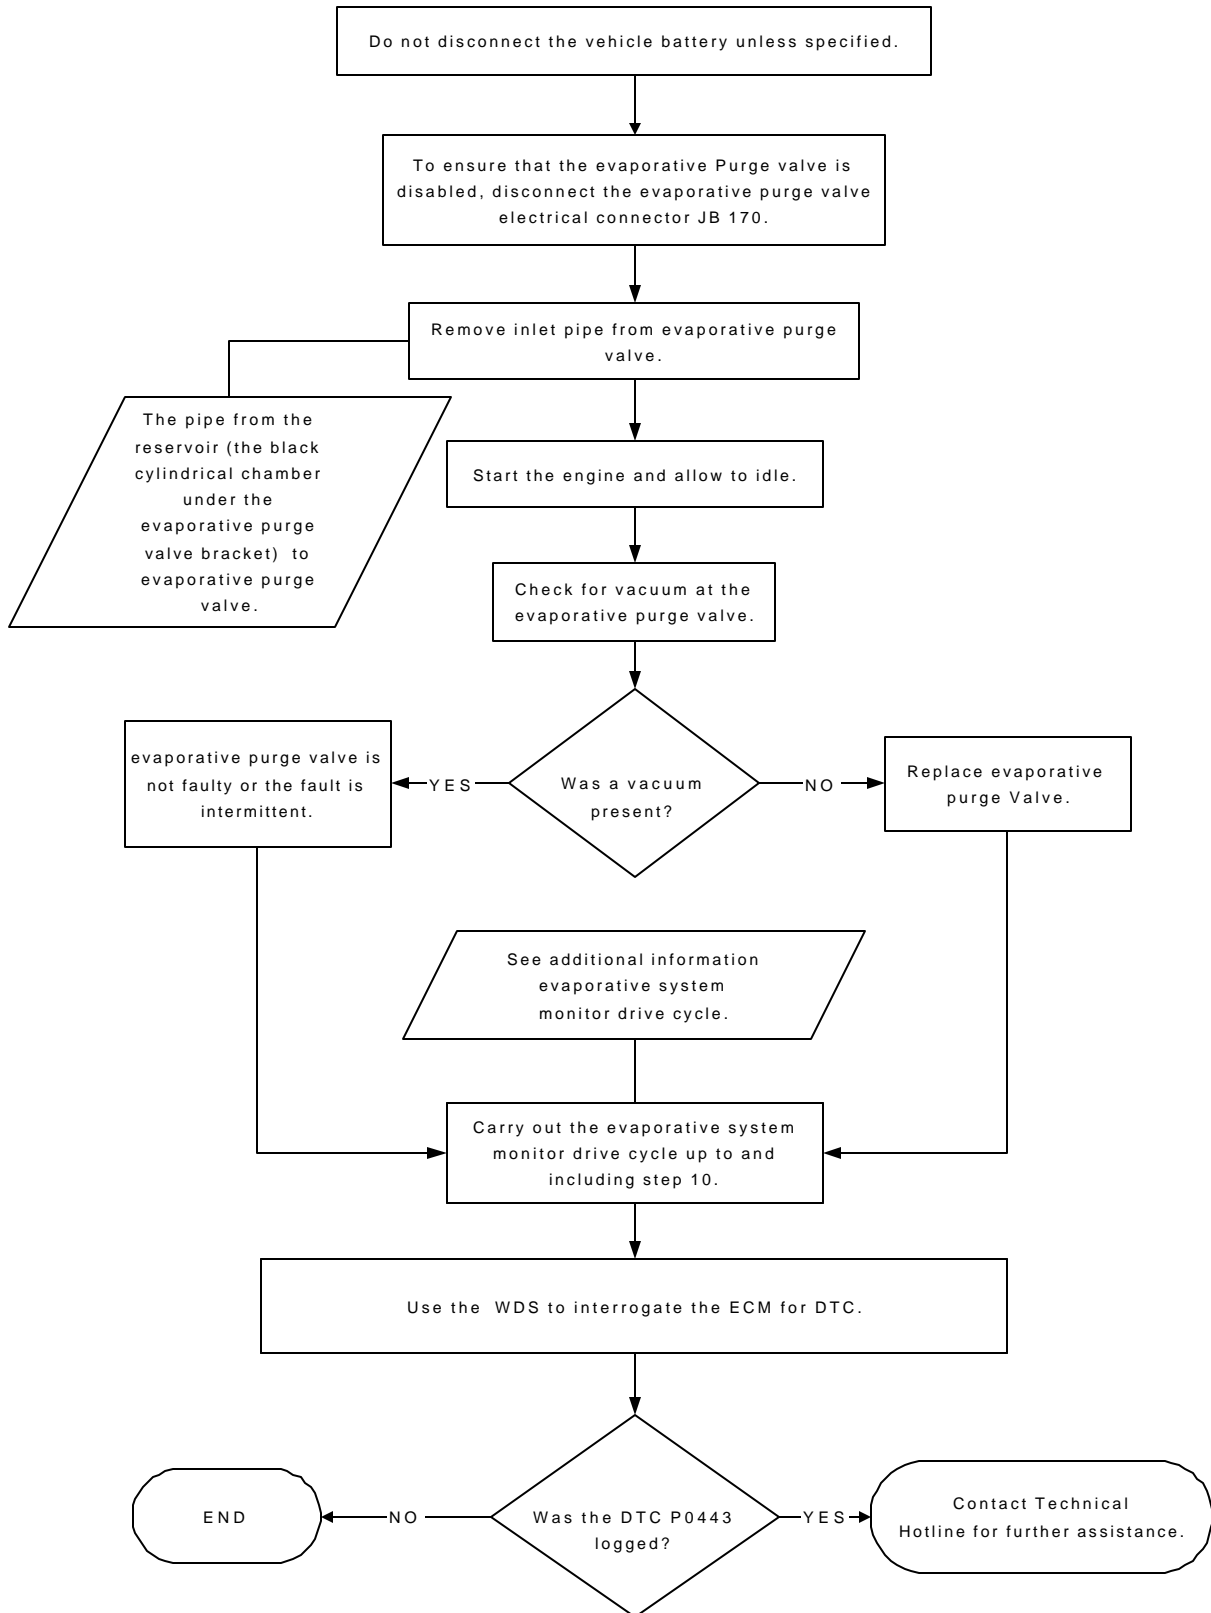 Do not disconnect the vehicle battery unless specified.
To ensure that the evaporative Purge valve is
disabled, disconnect the evaporative purge valve
electrical connector JB 170.
Remove inlet pipe from evaporative purge
valve.
The pipe from the
reservoir (the black
cylindrical chamber
under the
evaporative purge
valve bracket) to
evaporative purge
valve.
Start the engine and allow to idle.
Check for vacuum at the
evaporative purge valve.
Was a vacuum
present?
YES
evaporative purge valve is
not faulty or the fault is
intermittent.
NO
Replace evaporative
purge Valve.
See additional information
evaporative system
monitor drive cycle.
Carry out the evaporative system
monitor drive cycle up to and
including step 10.
Use the WDS to interrogate the ECM for DTC.
Was the DTC P0443
logged?
NO
END
YES
Contact Technical
Hotline for further assistance.